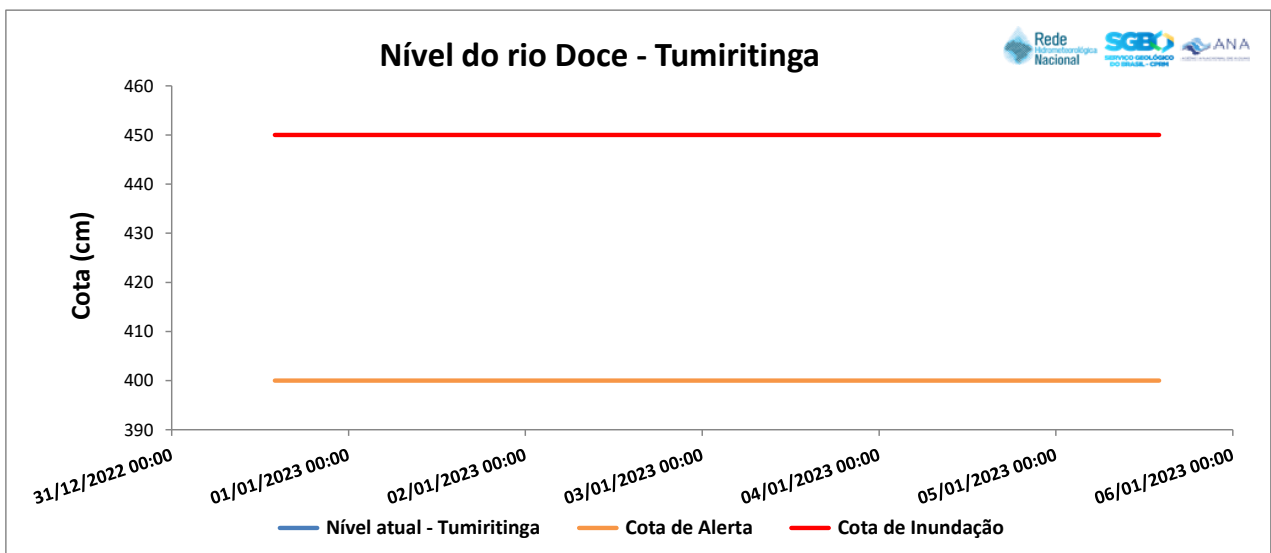 Nível do rio Doce - Tumiritinga
Rede
Hidrometeorológica
Nacional
SGB
SERVIÇO GEOLÓGICO
DO BRASIL - CPRM
ANA
Cota (cm)
460
450
440
430
420
410
400
390
31/12/2022 00:00
01/01/2023 00:00
02/01/2023 00:00
03/01/2023 00:00
04/01/2023 00:00
05/01/2023 00:00
06/01/2023 00:00
Nível atual - Tumiritinga
Cota de Alerta
Cota de Inundação